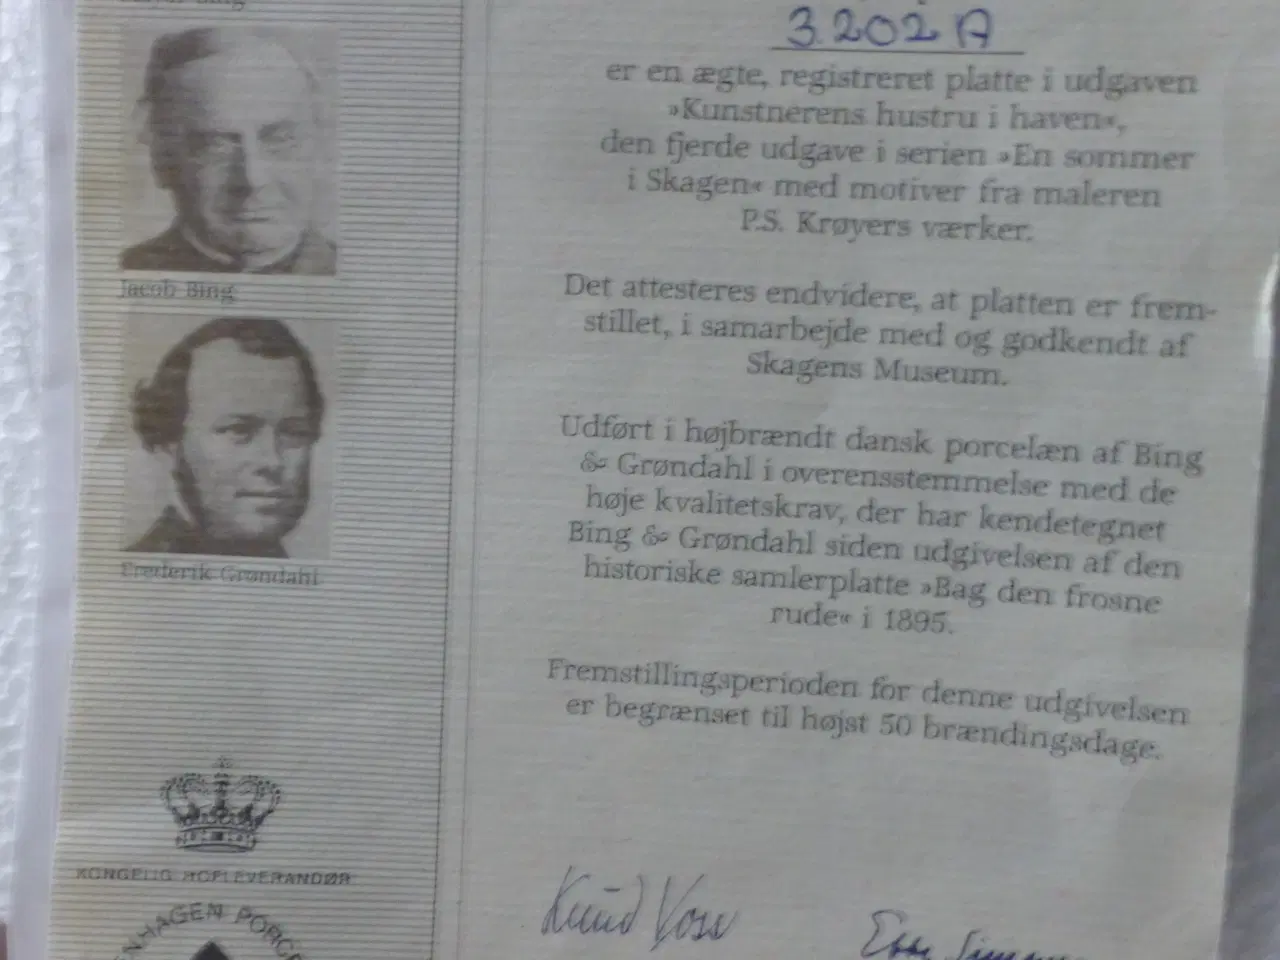 3.202 A
er en ægte, registreret platte i udgaven
»Kunstnerens hustru i haven«,
den fjerde udgave i serien »En sommer
i Skagen« med motiver fra maleren
P.S. Krøyers værker.
Det attesteres endvidere, at platten er frem-
stillet, i samarbejde med og godkendt af
Skagens Museum.
Udført i højbrændt dansk porcelæn af Bing
& Grøndahl i overensstemmelse med de
høje kvalitetskrav, der har kendetegnet
Bing & Grøndahl siden udgivelsen af den
historiske samlerplatte »Bag den frosne
rude« i 1895.
Fremstillingsperioden for denne udgivelsen
er begrænset til højst 50 brændingsdage.
Knud Voss
Jacob Bing
Frederik Grøndahl
KONGELIG HOFLEVERANDØR